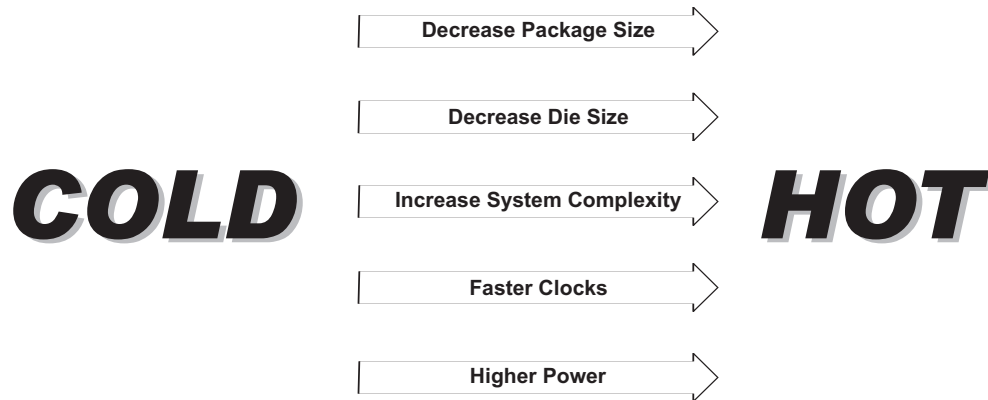 Decrease Package Size
Decrease Die Size
COLD
Increase System Complexity
HOT
Faster Clocks
Higher Power